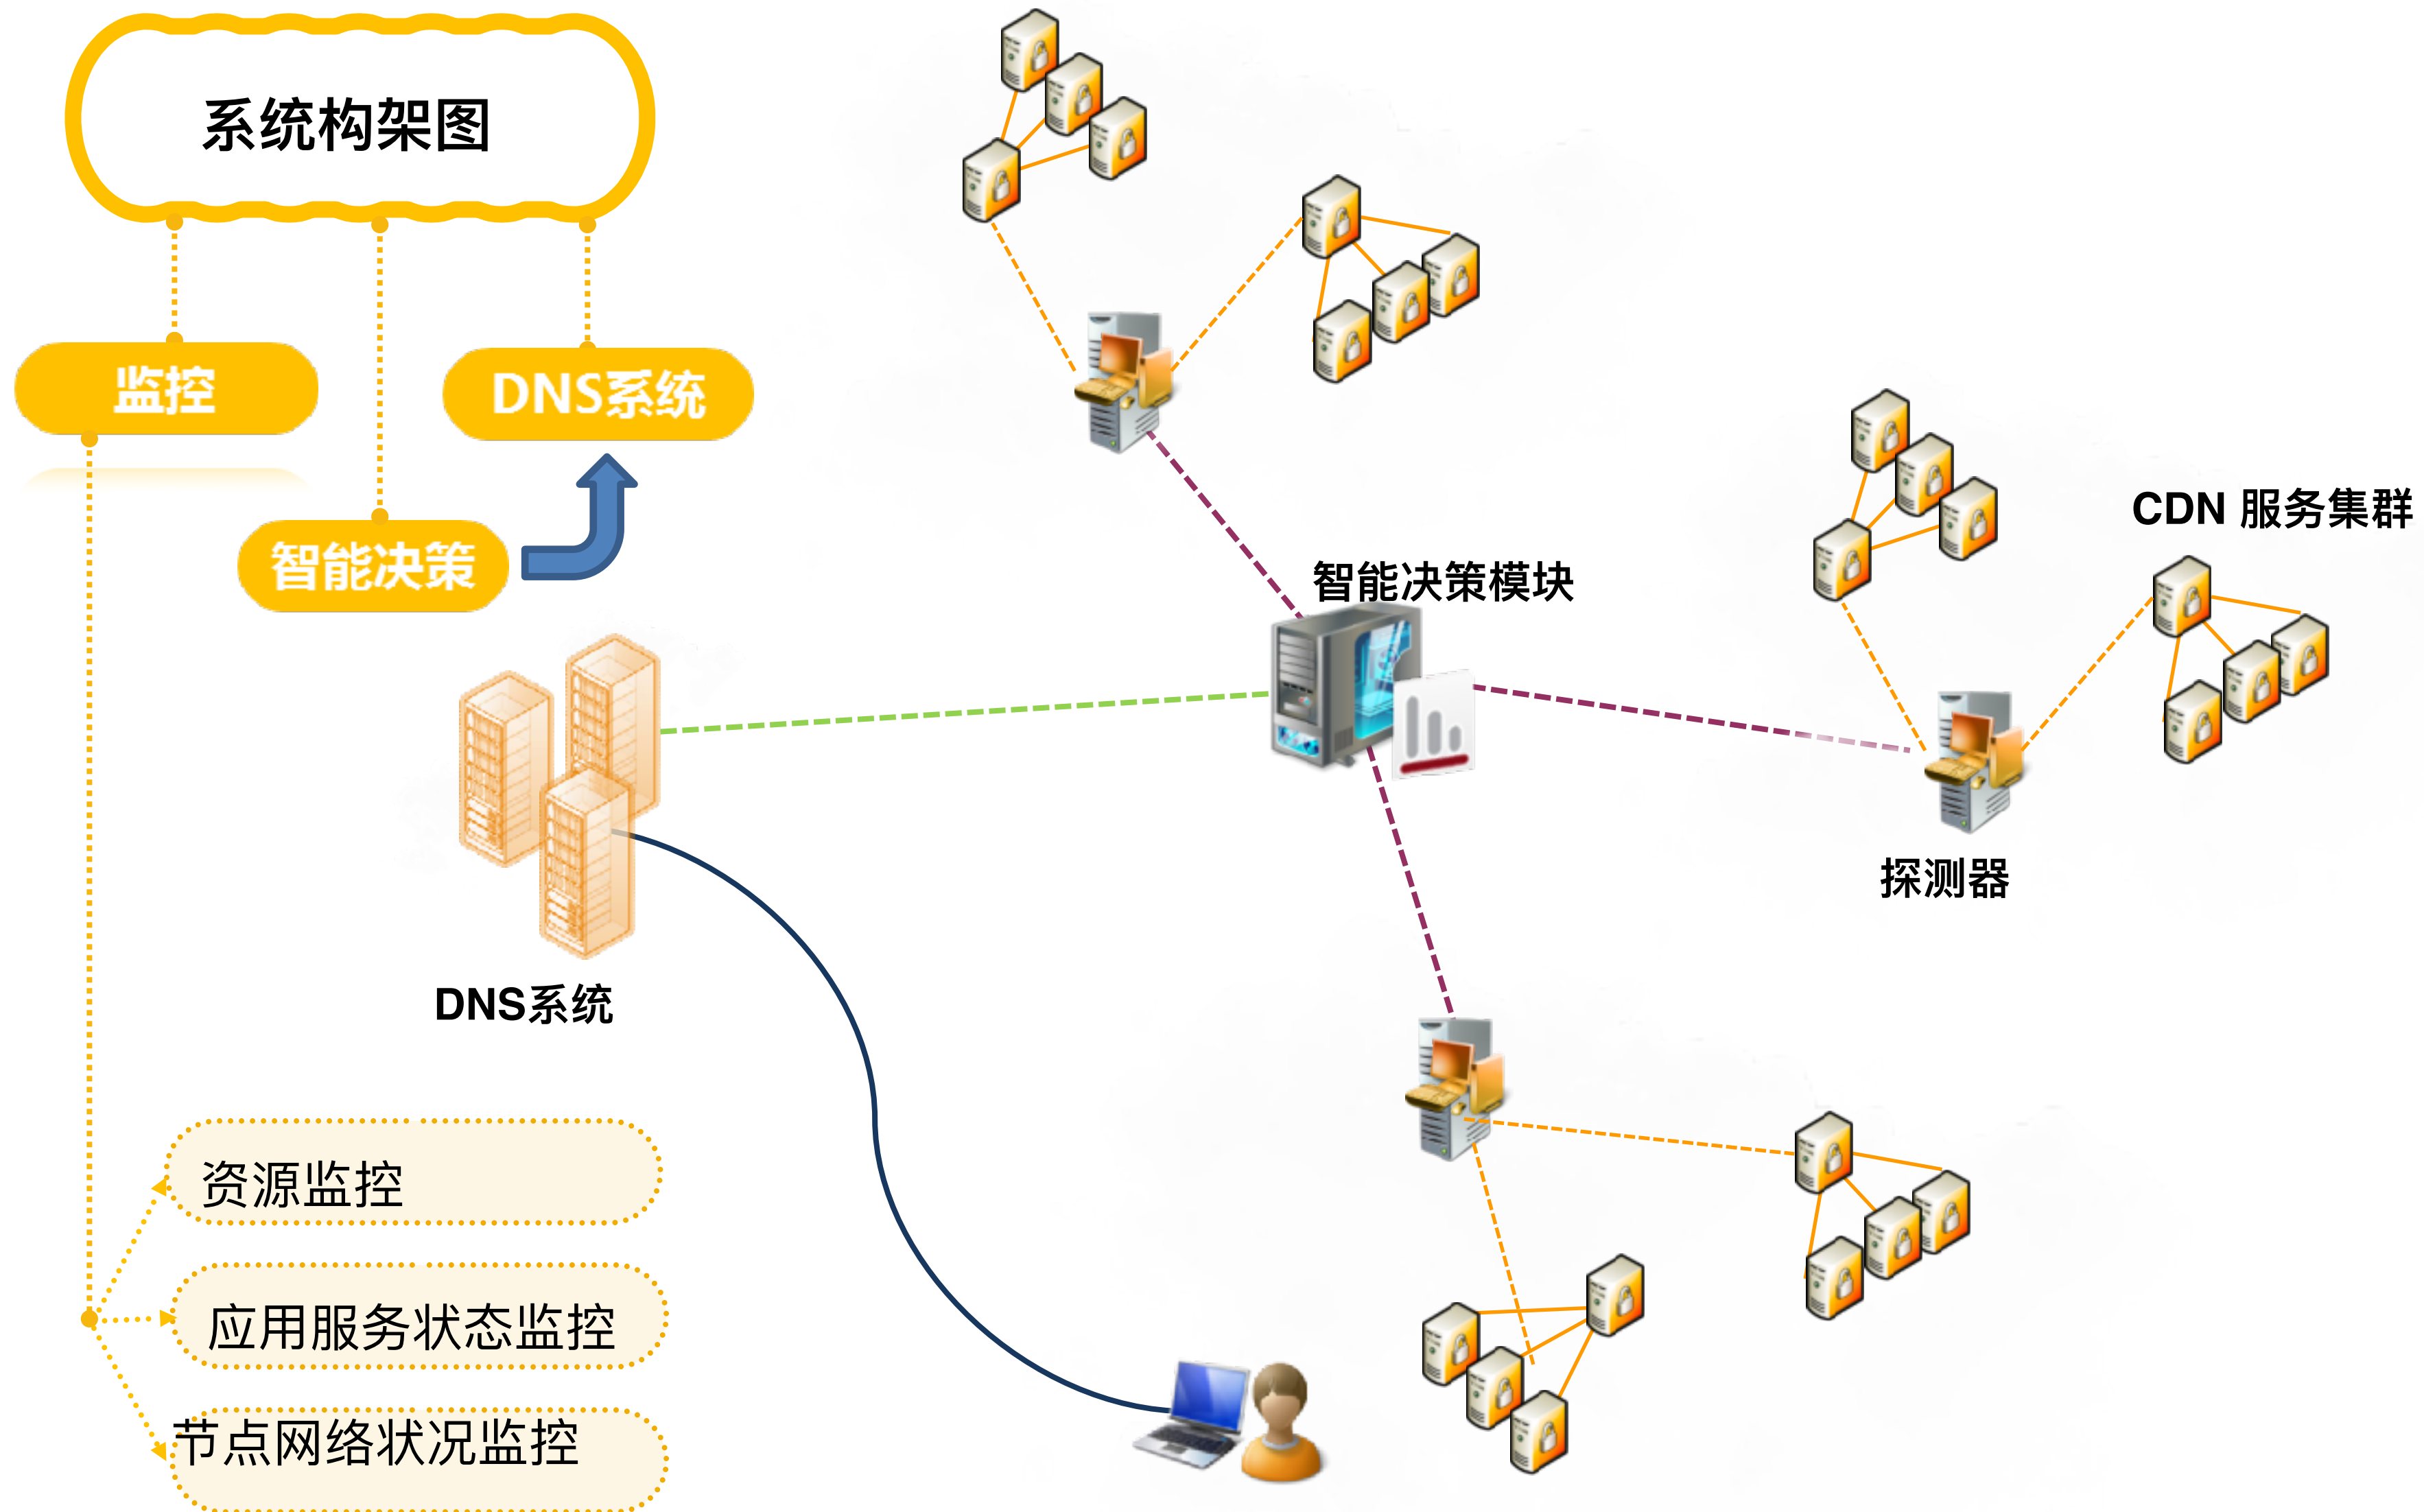 系统构架图
监控
DNS系统
智能决策
CDN 服务集群
智能决策模块
探测器
DNS系统
资源监控
应用服务状态监控
节点网络状况监控